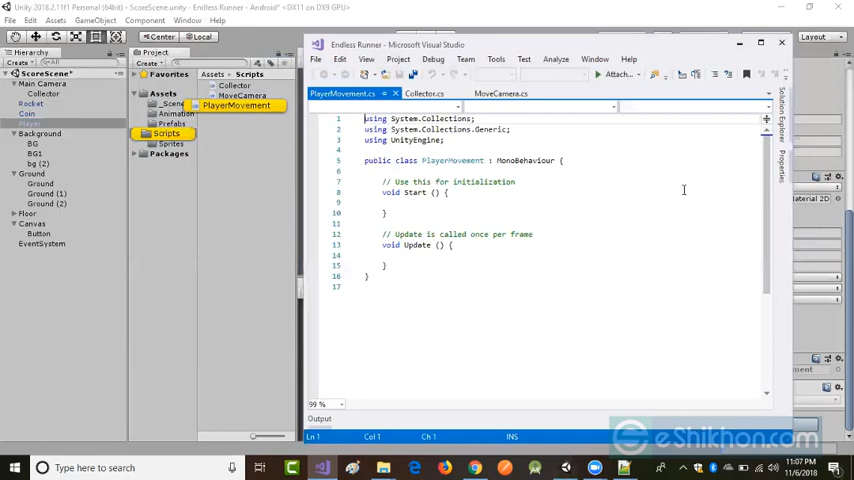 Unity 2018.2.11f1 Personal (64bit) - ScoreScene.unity - Endless Runner - Android* <DX11 on DX9 GPU>
File Edit Assets GameObject Component Window Help
Center Local
Layout
Hierarchy
Create All
ScoreScene*
Main Camera
Collector
Rocket
Coin
Player
Background
BG
BG1
bg (2)
Ground
Ground
Ground (1)
Ground (2)
Floor
Canvas
Button
EventSystem
Project
Create
Favorites
Assets
_Scene
Animation
Prefabs
Scripts
Sprites
Packages
Assets Scripts
Collector
MoveCamera
PlayerMovement
Endless Runner - Microsoft Visual Studio
File Edit View Project Debug Team Tools
Test Analyze Window Help
Attach...
PlayerMovement.cs Collector.cs MoveCamera.cs
Solution Explorer
Properties
1 using System.Collections;
2 using System.Collections.Generic;
3 using UnityEngine;
4
5 public class PlayerMovement : MonoBehaviour {
6
7 // Use this for initialization
8 void Start () {
9
10 }
11
12 // Update is called once per frame
13 void Update () {
14
15 }
16 }
17
99 %
Output
Ln 1 Col 1 Ch 1 INS
Material 2D
eShikhon.com
Type here to search
11:07 PM
11/6/2018